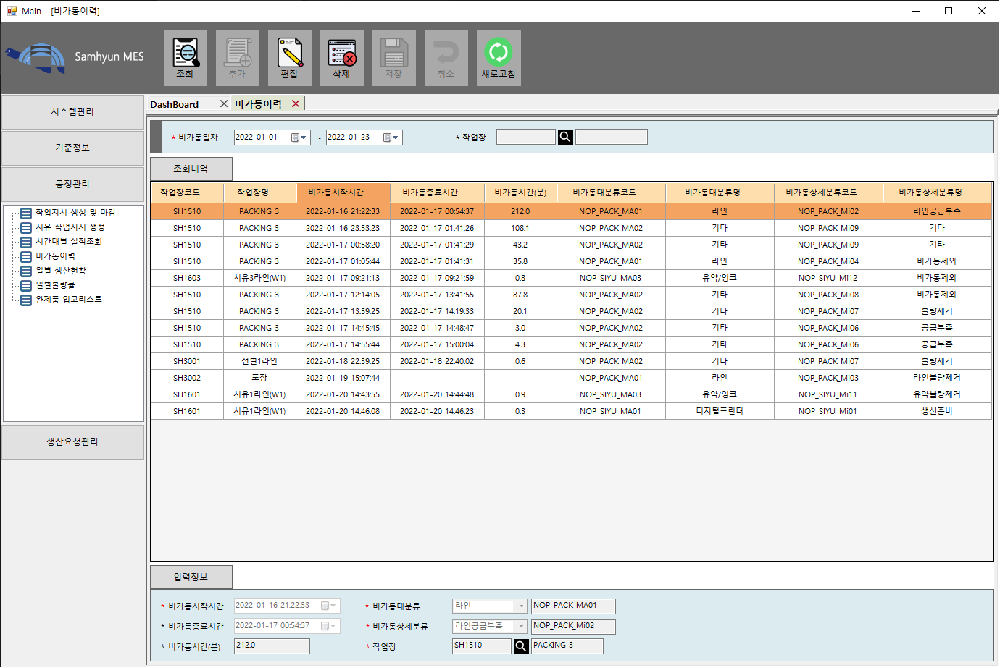 Main - [비가동이력]
Samhyun MES
조회 추가 편집 삭제 저장 취소 새로고침
시스템관리
기준정보
공정관리
작업지시 생성 및 마감
시유 작업지시 생성
시간대별 실적조회
비가동이력
일별 생산현황
일별불량률
완제품 입고리스트
생산요청관리
DashBoard 비가동이력
* 비가동일자 2022-01-01 ~ 2022-01-23 * 작업장
조회내역
작업장코드 작업장명 비가동시작시간 비가동종료시간 비가동시간(분) 비가동대분류코드 비가동대분류명 비가동상세분류코드 비가동상세분류명
SH1510 PACKING 3 2022-01-16 21:22:33 2022-01-17 00:54:37 212.0 NOP_PACK_MA01 라인 NOP_PACK_Mi02 라인공급부족
SH1510 PACKING 3 2022-01-16 23:53:23 2022-01-17 01:41:26 108.1 NOP_PACK_MA02 기타 NOP_PACK_Mi09 기타
SH1510 PACKING 3 2022-01-17 00:58:20 2022-01-17 01:41:29 43.2 NOP_PACK_MA02 기타 NOP_PACK_Mi09 기타
SH1510 PACKING 3 2022-01-17 01:05:44 2022-01-17 01:41:31 35.8 NOP_PACK_MA01 라인 NOP_PACK_Mi04 비가동제외
SH1603 시유3라인(W1) 2022-01-17 09:21:13 2022-01-17 09:21:59 0.8 NOP_SIYU_MA03 유약/잉크 NOP_SIYU_Mi12 비가동제외
SH1510 PACKING 3 2022-01-17 12:14:05 2022-01-17 13:41:55 87.8 NOP_PACK_MA02 기타 NOP_PACK_Mi08 비가동제외
SH1510 PACKING 3 2022-01-17 13:59:25 2022-01-17 14:19:33 20.1 NOP_PACK_MA02 기타 NOP_PACK_Mi07 불량제거
SH1510 PACKING 3 2022-01-17 14:45:45 2022-01-17 14:48:47 3.0 NOP_PACK_MA02 기타 NOP_PACK_Mi06 공급부족
SH1510 PACKING 3 2022-01-17 14:55:44 2022-01-17 15:00:04 4.3 NOP_PACK_MA02 기타 NOP_PACK_Mi06 공급부족
SH3001 선별1라인 2022-01-18 22:39:25 2022-01-18 22:40:02 0.6 NOP_PACK_MA02 기타 NOP_PACK_Mi07 불량제거
SH3002 포장 2022-01-19 15:07:44 NOP_PACK_MA01 라인 NOP_PACK_Mi03 라인불량제거
SH1601 시유1라인(W1) 2022-01-20 14:43:55 2022-01-20 14:44:48 0.9 NOP_SIYU_MA03 유약/잉크 NOP_SIYU_Mi11 유약불량제거
SH1601 시유1라인(W1) 2022-01-20 14:46:08 2022-01-20 14:46:23 0.3 NOP_SIYU_MA01 디지털프린터 NOP_SIYU_Mi01 생산준비
입력정보
* 비가동시작시간 2022-01-16 21:22:33 * 비가동대분류 라인 NOP_PACK_MA01
* 비가동종료시간 2022-01-17 00:54:37 * 비가동상세분류 라인공급부족 NOP_PACK_Mi02
* 비가동시간(분) 212.0 * 작업장 SH1510 PACKING 3